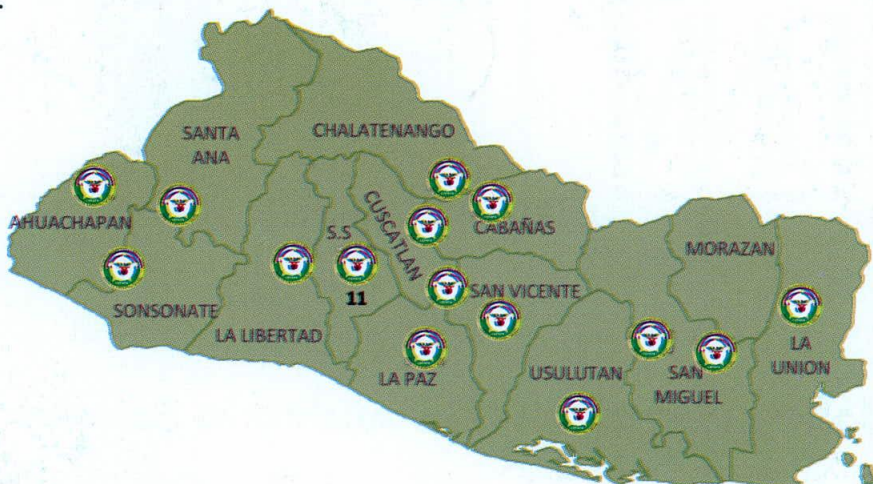 SANTA
ANA
CHALATENANGO
AHUACHAPAN
CUSCATLAN
S.S
CABAÑAS
MORAZAN
11
SAN VICENTE
SONSONATE
LA LIBERTAD
LA PAZ
USULUTAN
SAN
MIGUEL
LA
UNION